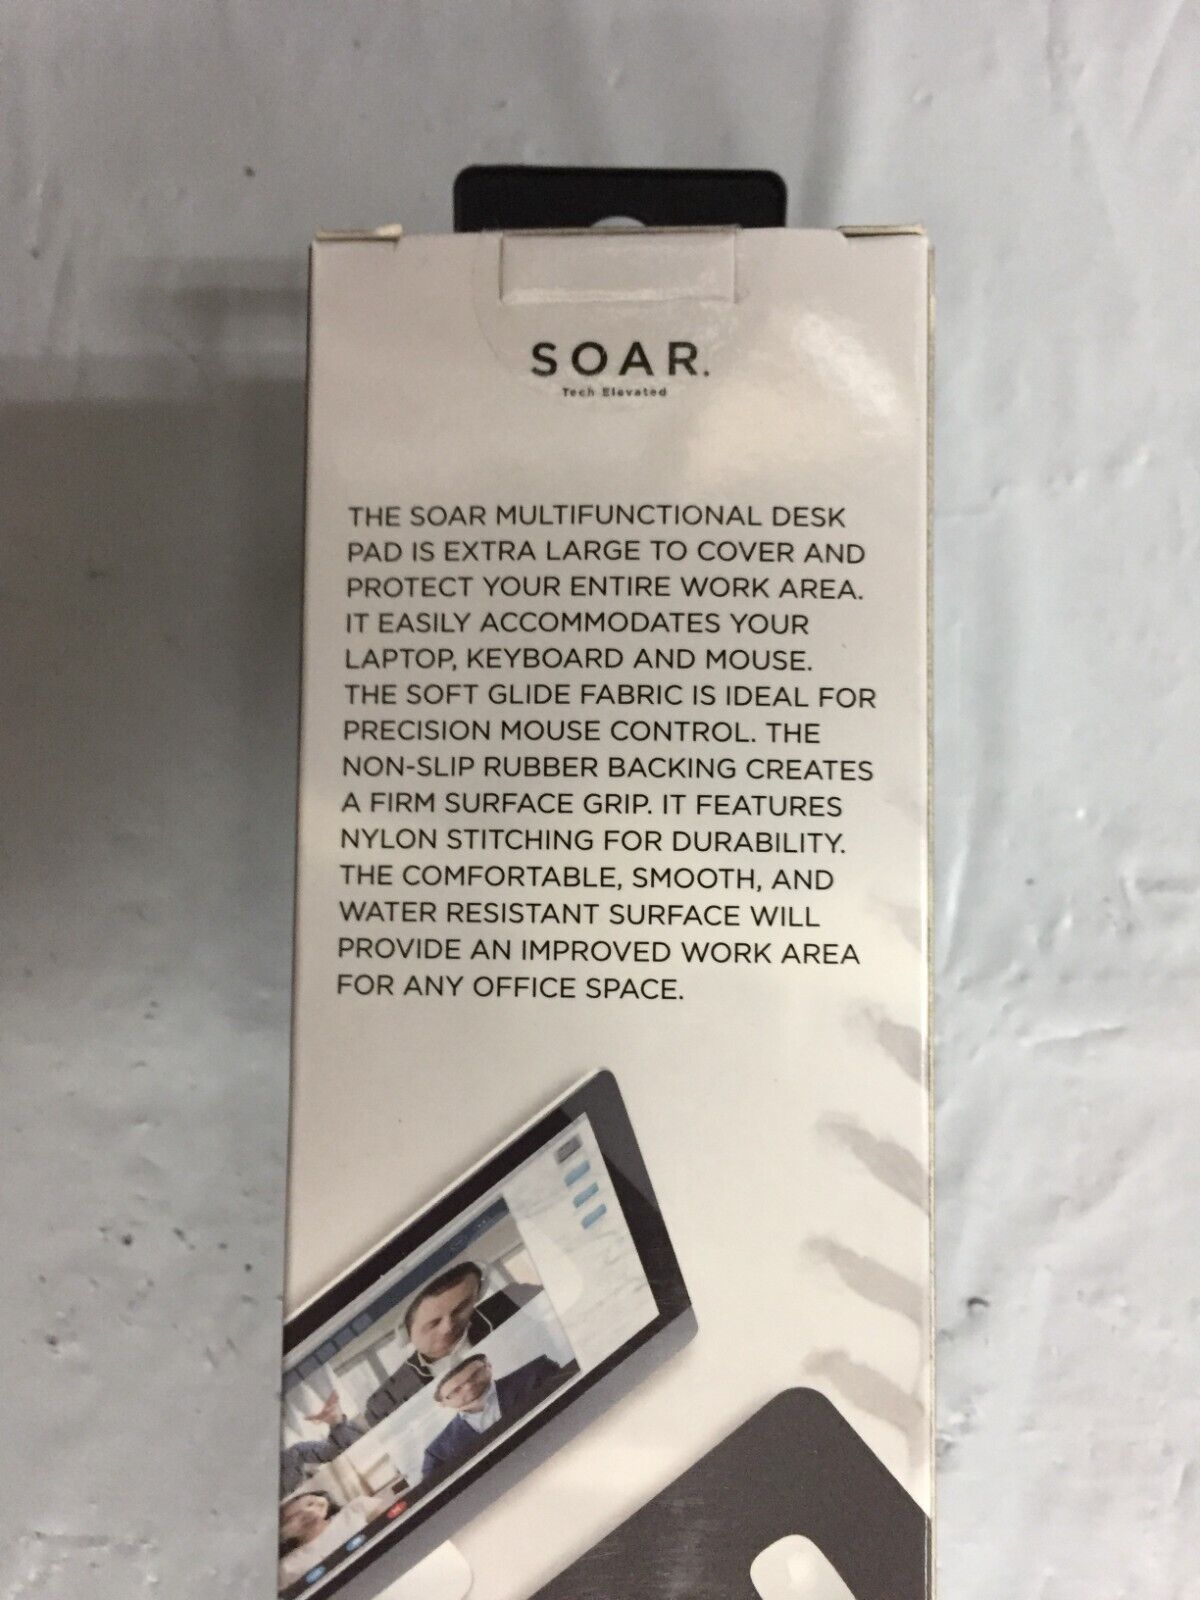 SOAR.
Tech Elevated
THE SOAR MULTIFUNCTIONAL DESK
PAD IS EXTRA LARGE TO COVER AND
PROTECT YOUR ENTIRE WORK AREA.
IT EASILY ACCOMMODATES YOUR
LAPTOP, KEYBOARD AND MOUSE.
THE SOFT GLIDE FABRIC IS IDEAL FOR
PRECISION MOUSE CONTROL. THE
NON-SLIP RUBBER BACKING CREATES
A FIRM SURFACE GRIP. IT FEATURES
NYLON STITCHING FOR DURABILITY.
THE COMFORTABLE, SMOOTH, AND
WATER RESISTANT SURFACE WILL
PROVIDE AN IMPROVED WORK AREA
FOR ANY OFFICE SPACE.